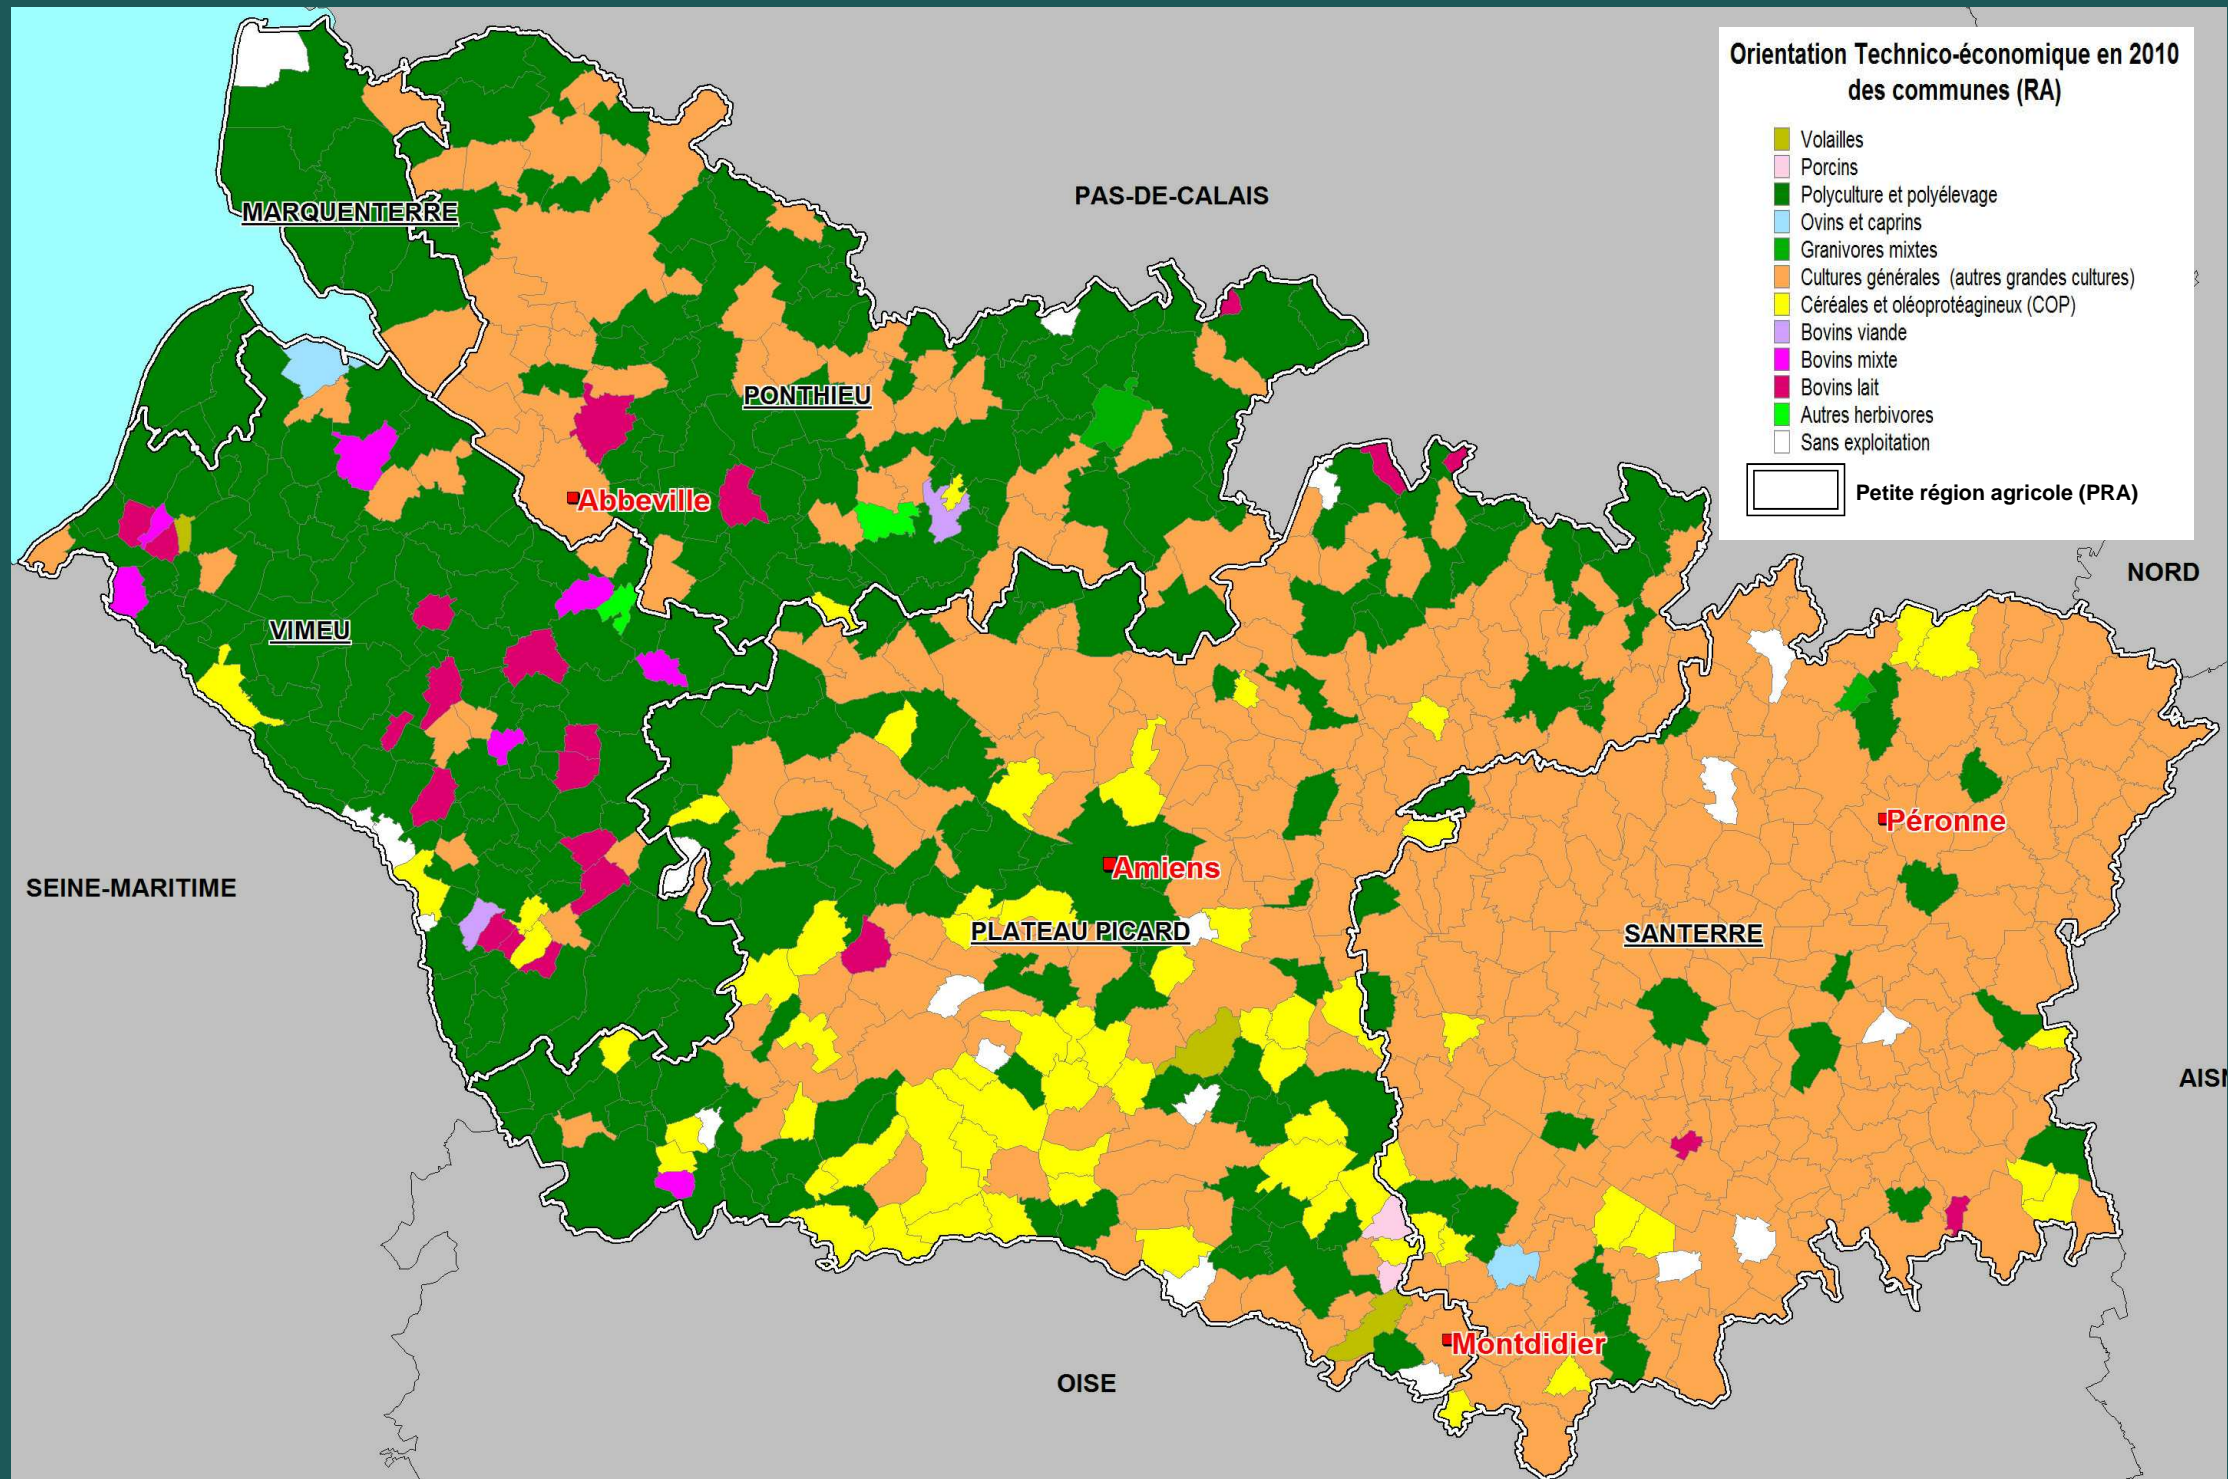 Orientation Technico-économique en 2010
des communes (RA)
Volailles
Porcins
Polyculture et polyélevage
Ovins et caprins
Granivores mixtes
Cultures générales (autres grandes cultures)
Céréales et oléoprotéagineux (COP)
Bovins viande
Bovins mixte
Bovins lait
Autres herbivores
Sans exploitation
Petite région agricole (PRA)
PAS-DE-CALAIS
MARQUENTERRE
PONTHIEU
Abbeville
NORD
VIMEU
Péronne
Amiens
SEINE-MARITIME
PLATEAU PICARD
SANTERRE
AISN
Montdidier
OISE